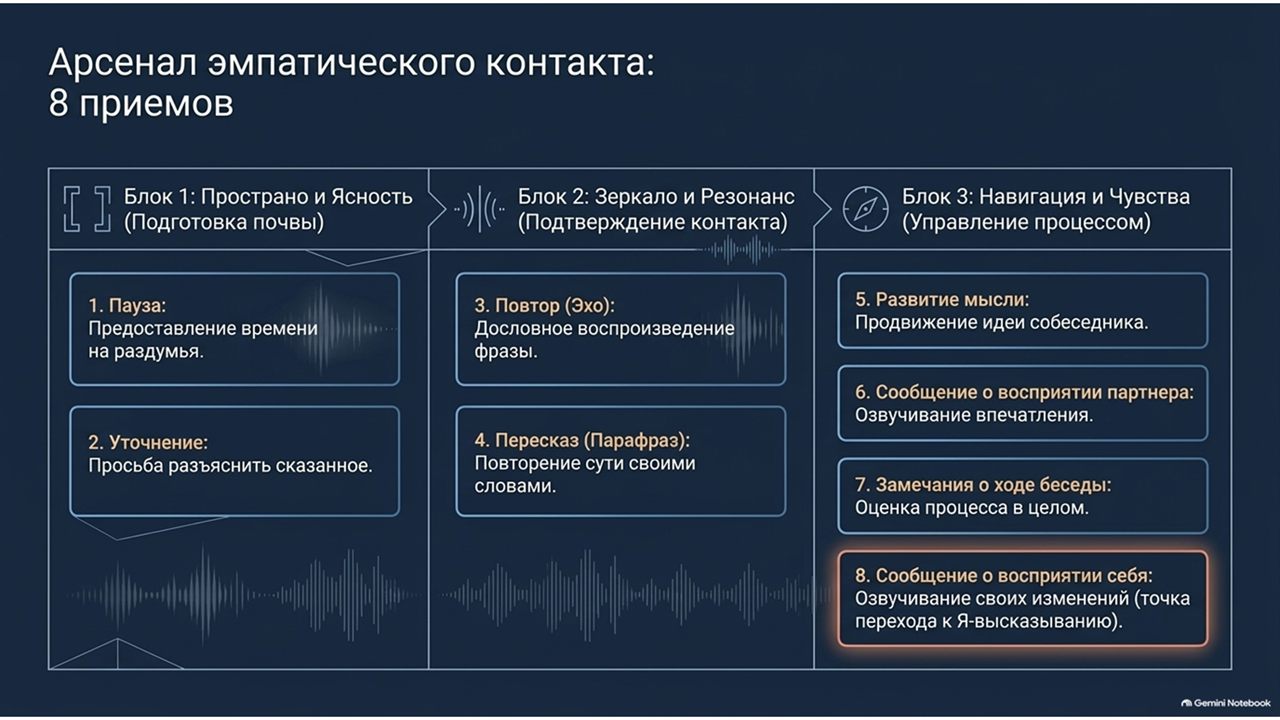 Арсенал эмпатического контакта:
8 приемов
Блок 1: Пространо и Ясность
(Подготовка почвы)
1. Пауза:
Предоставление времени
на раздумья.
2. Уточнение:
Просьба разъяснить сказанное.
Блок 2: Зеркало и Резонанс
(Подтверждение контакта)
3. Повтор (Эхо):
Дословное воспроизведение
фразы.
4. Пересказ (Парафраз):
Повторение сути своими
словами.
Блок 3: Навигация и Чувства
(Управление процессом)
5. Развитие мысли:
Продвижение идеи собеседника.
6. Сообщение о восприятии партнера:
Озвучивание впечатления.
7. Замечания о ходе беседы:
Оценка процесса в целом.
8. Сообщение о восприятии себя:
Озвучивание своих изменений (точка
перехода к Я-высказыванию).
Gemini Notebook